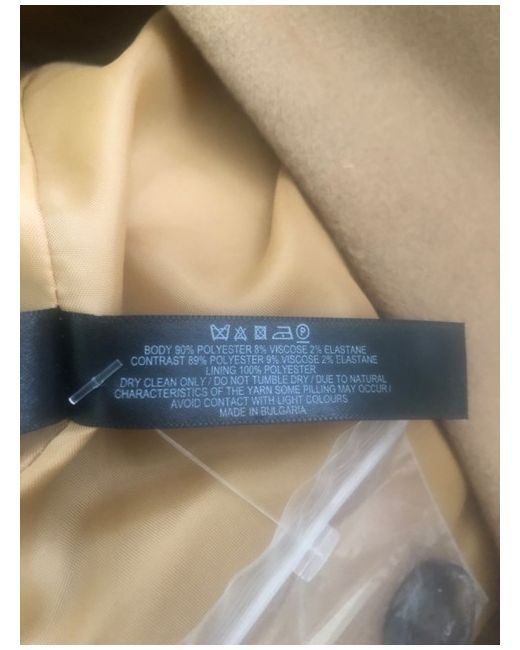 BODY 90% POLYESTER 8% VISCOSE 2% ELASTANE
CONTRAST 89% POLYESTER 9% VISCOSE 2% ELASTANE
LINING 100% POLYESTER
DRY CLEAN ONLY / DO NOT TUMBLE DRY / DUE TO NATURAL
CHARACTERISTICS OF THE YARN SOME PILLING MAY OCCUR /
AVOID CONTACT WITH LIGHT COLOURS
MADE IN BULGARIA